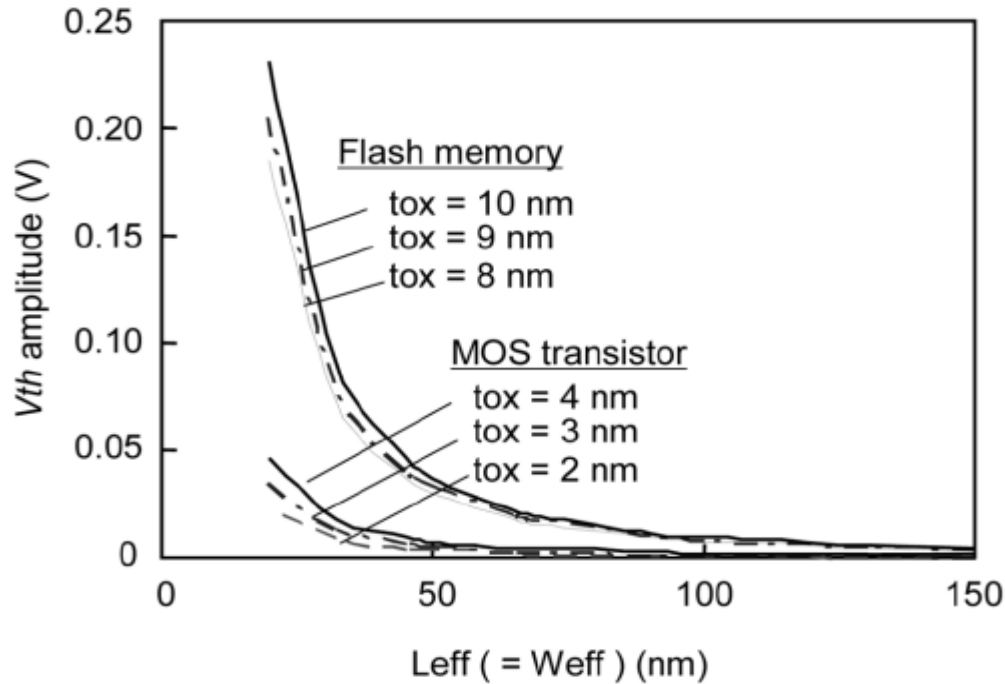 0.25
0.20
0.15
0.10
0.05
0
Vth amplitude (V)
Flash memory
tox = 10 nm
tox = 9 nm
tox = 8 nm
MOS transistor
tox = 4 nm
tox = 3 nm
tox = 2 nm
0
50
100
150
Leff ( = Weff ) (nm)